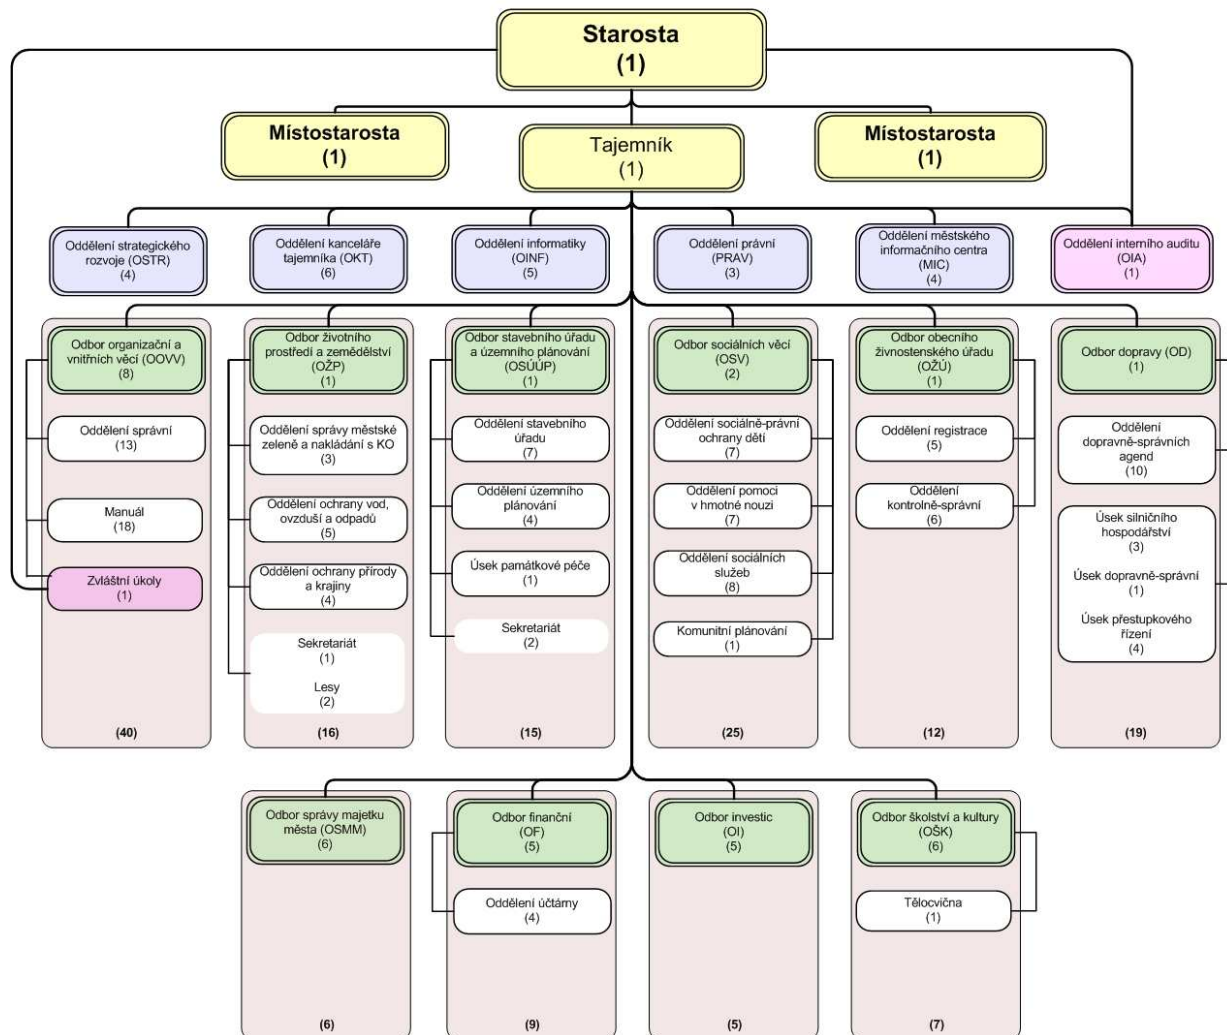 Starosta
(1)
Místostarosta
(1)
Tajemník
(1)
Místostarosta
(1)
Oddělení strategického
rozvoje (OSTR)
(4)
Oddělení kanceláře
tajemníka (OKT)
(6)
Oddělení informatiky
(OINF)
(5)
Oddělení právní
(PRAV)
(3)
Oddělení městského
informačního centra
(MIC)
(4)
Oddělení interního auditu
(OIA)
(1)
Odbor organizační a
vnitřních věcí (OOVV)
(8)
Oddělení správní
(13)
Manuál
(18)
Zvláštní úkoly
(1)
(40)
Odbor životního
prostředí a zemědělství
(OŽP)
(1)
Oddělení správy městské
zeleně a nakládání s KO
(3)
Oddělení ochrany vod,
ovzduší a odpadů
(5)
Oddělení ochrany přírody
a krajiny
(4)
Sekretariát
(1)
Lesy
(2)
(16)
Odbor stavebního úřadu
a územního plánování
(OSÚÚP)
(1)
Oddělení stavebního
úřadu
(7)
Oddělení územního
plánování
(4)
Úsek památkové péče
(1)
Sekretariát
(2)
(15)
Odbor sociálních věcí
(OSV)
(2)
Oddělení sociálně-právní
ochrany dětí
(7)
Oddělení pomoci
v hmotné nouzi
(7)
Oddělení sociálních
služeb
(8)
Komunitní plánování
(1)
(25)
Odbor obecního
živnostenského úřadu
(OŽÚ)
(1)
Oddělení registrace
(5)
Oddělení
kontrolně-správní
(6)
(12)
Odbor dopravy (OD)
(1)
Oddělení
dopravně-správních
agend
(10)
Úsek silničního
hospodářství
(3)
Úsek dopravně-správní
(1)
Úsek přestupkového
řízení
(4)
(19)
Odbor správy majetku
města (OSMM)
(6)
(6)
Odbor finanční
(OF)
(5)
Oddělení účtárny
(4)
(9)
Odbor investic
(OI)
(5)
(5)
Odbor školství a kultury
(OŠK)
(6)
Tělocvična
(1)
(7)